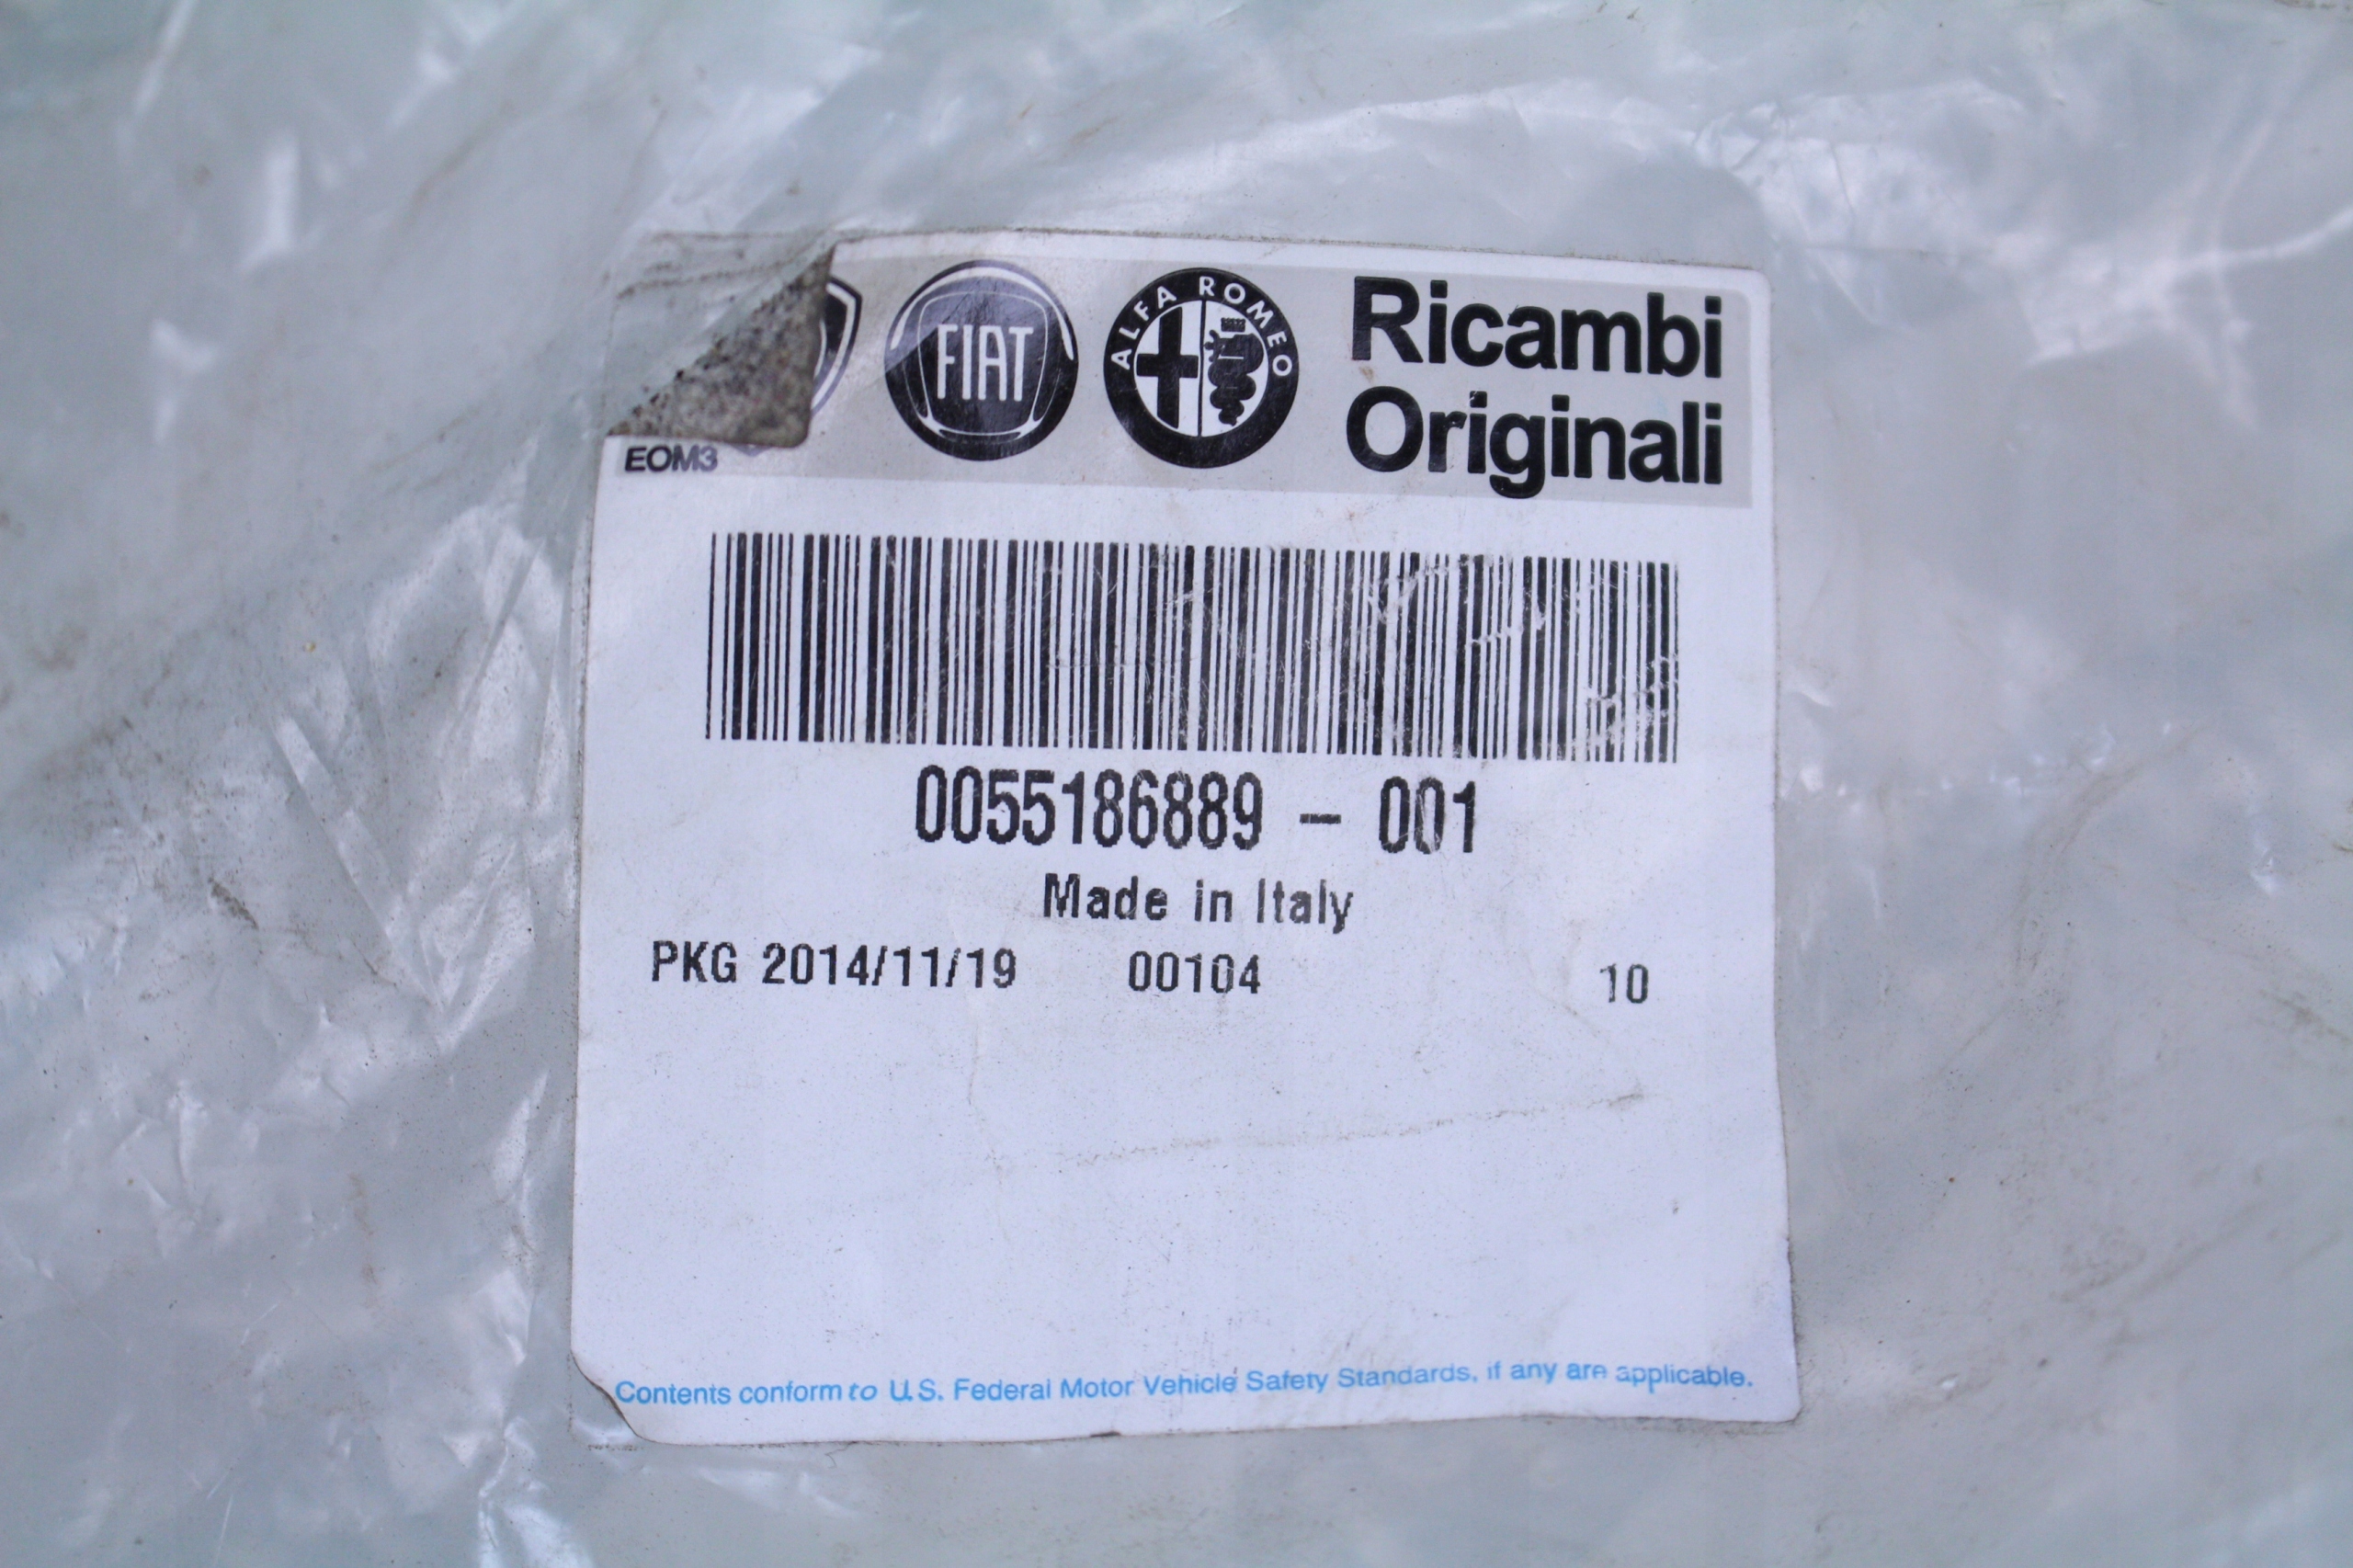 FIAT
ALFA ROMEO
Ricambi
Originali
EOM3
0055186889 - 001
Made in Italy
PKG 2014/11/19 00104 10
Contents conform to U.S. Federal Motor Vehicle Safety Standards, if any are applicable.